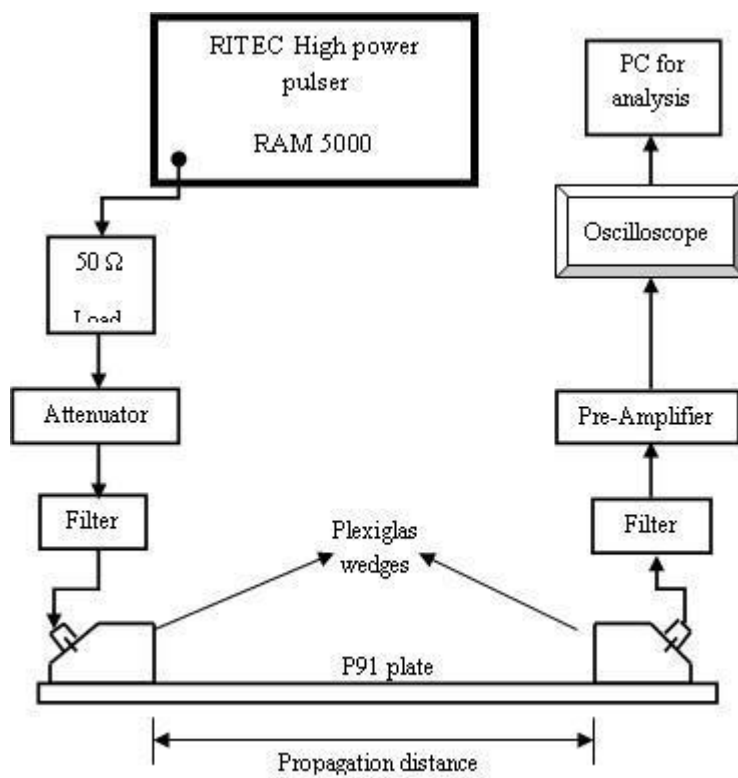 RITEC High power
pulser
RAM 5000
PC for
analysis
Oscilloscope
50 Ω
Load
Attenuator
Pre-Amplifier
Filter
Filter
Plexiglas
wedges
P91 plate
Propagation distance